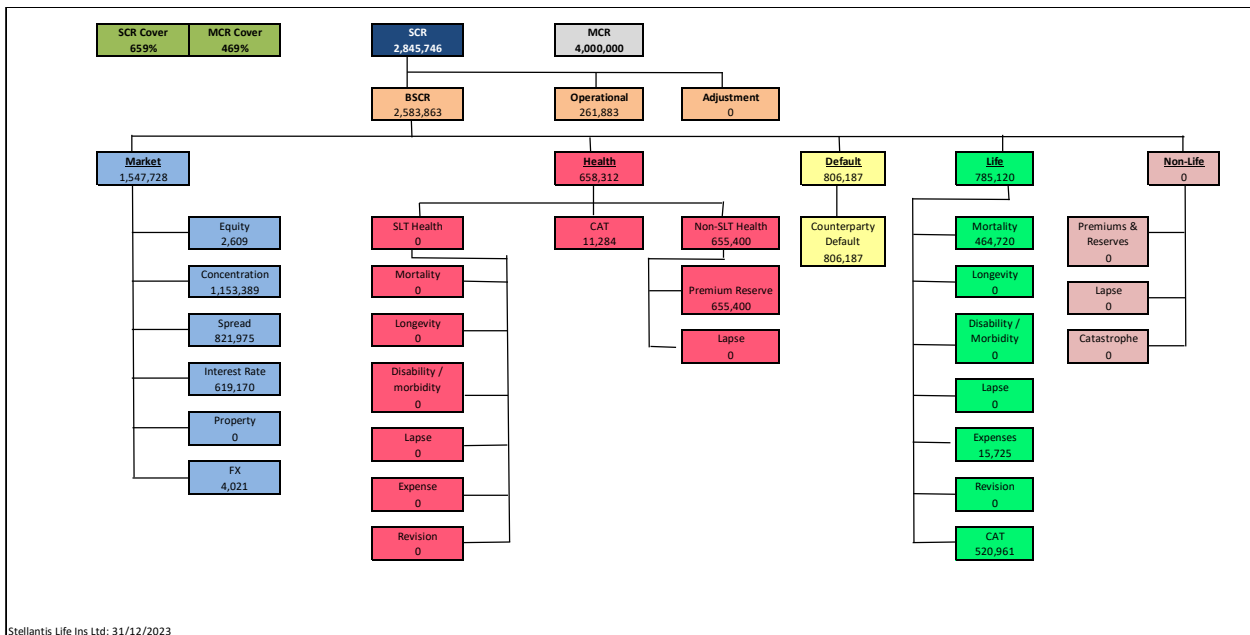 SCR Cover
659%
MCR Cover
469%
SCR
2,845,746
MCR
4,000,000
BSCR
2,583,863
Operational
261,883
Adjustment
0
Market
1,547,728
Health
658,312
Default
806,187
Life
785,120
Non-Life
0
Equity
2,609
Concentration
1,153,389
Spread
821,975
Interest Rate
619,170
Property
0
FX
4,021
SLT Health
0
Mortality
0
Longevity
0
Disability /
morbidity
0
Lapse
0
Expense
0
Revision
0
CAT
11,284
Non-SLT Health
655,400
Premium Reserve
655,400
Lapse
0
Counterparty
Default
806,187
Mortality
464,720
Longevity
0
Disability /
Morbidity
0
Lapse
0
Expenses
15,725
Revision
0
CAT
520,961
Premiums &
Reserves
0
Lapse
0
Catastrophe
0
Stellantis Life Ins Ltd: 31/12/2023